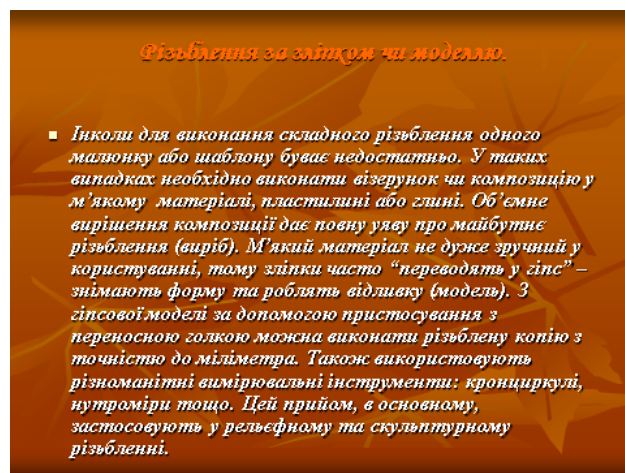 Різьблення за зліпком чи моделлю.
Інколи для виконання складного різьблення одного
малюнку або шаблону буває недостатньо. У таких
випадках необхідно виконати візерунок чи композицію у
м’якому матеріалі, пластилині або глині. Об’ємне
вирішення композиції дає повну уяву про майбутнє
різьблення (виріб). М’який матеріал не дуже зручний у
користуванні, тому зліпки часто “переводять у гіпс” –
знімають форму та роблять відливку (модель). З
гіпсової моделі за допомогою пристосування з
переносною голкою можна виконати різьблену копію з
точністю до міліметра. Також використовують
різноманітні вимірювальні інструменти: кронциркулі,
нутроміри тощо. Цей прийом, в основному,
застосовують у рельєфному та скульптурному
різьбленні.